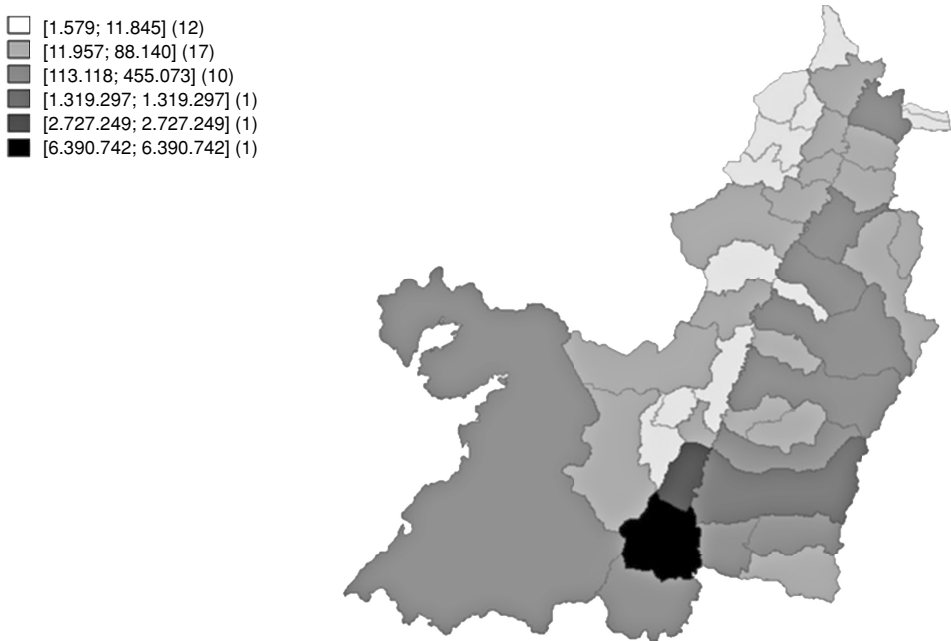 [1.579; 11.845] (12)
[11.957; 88.140] (17)
[113.118; 455.073] (10)
[1.319.297; 1.319.297] (1)
[2.727.249; 2.727.249] (1)
[6.390.742; 6.390.742] (1)